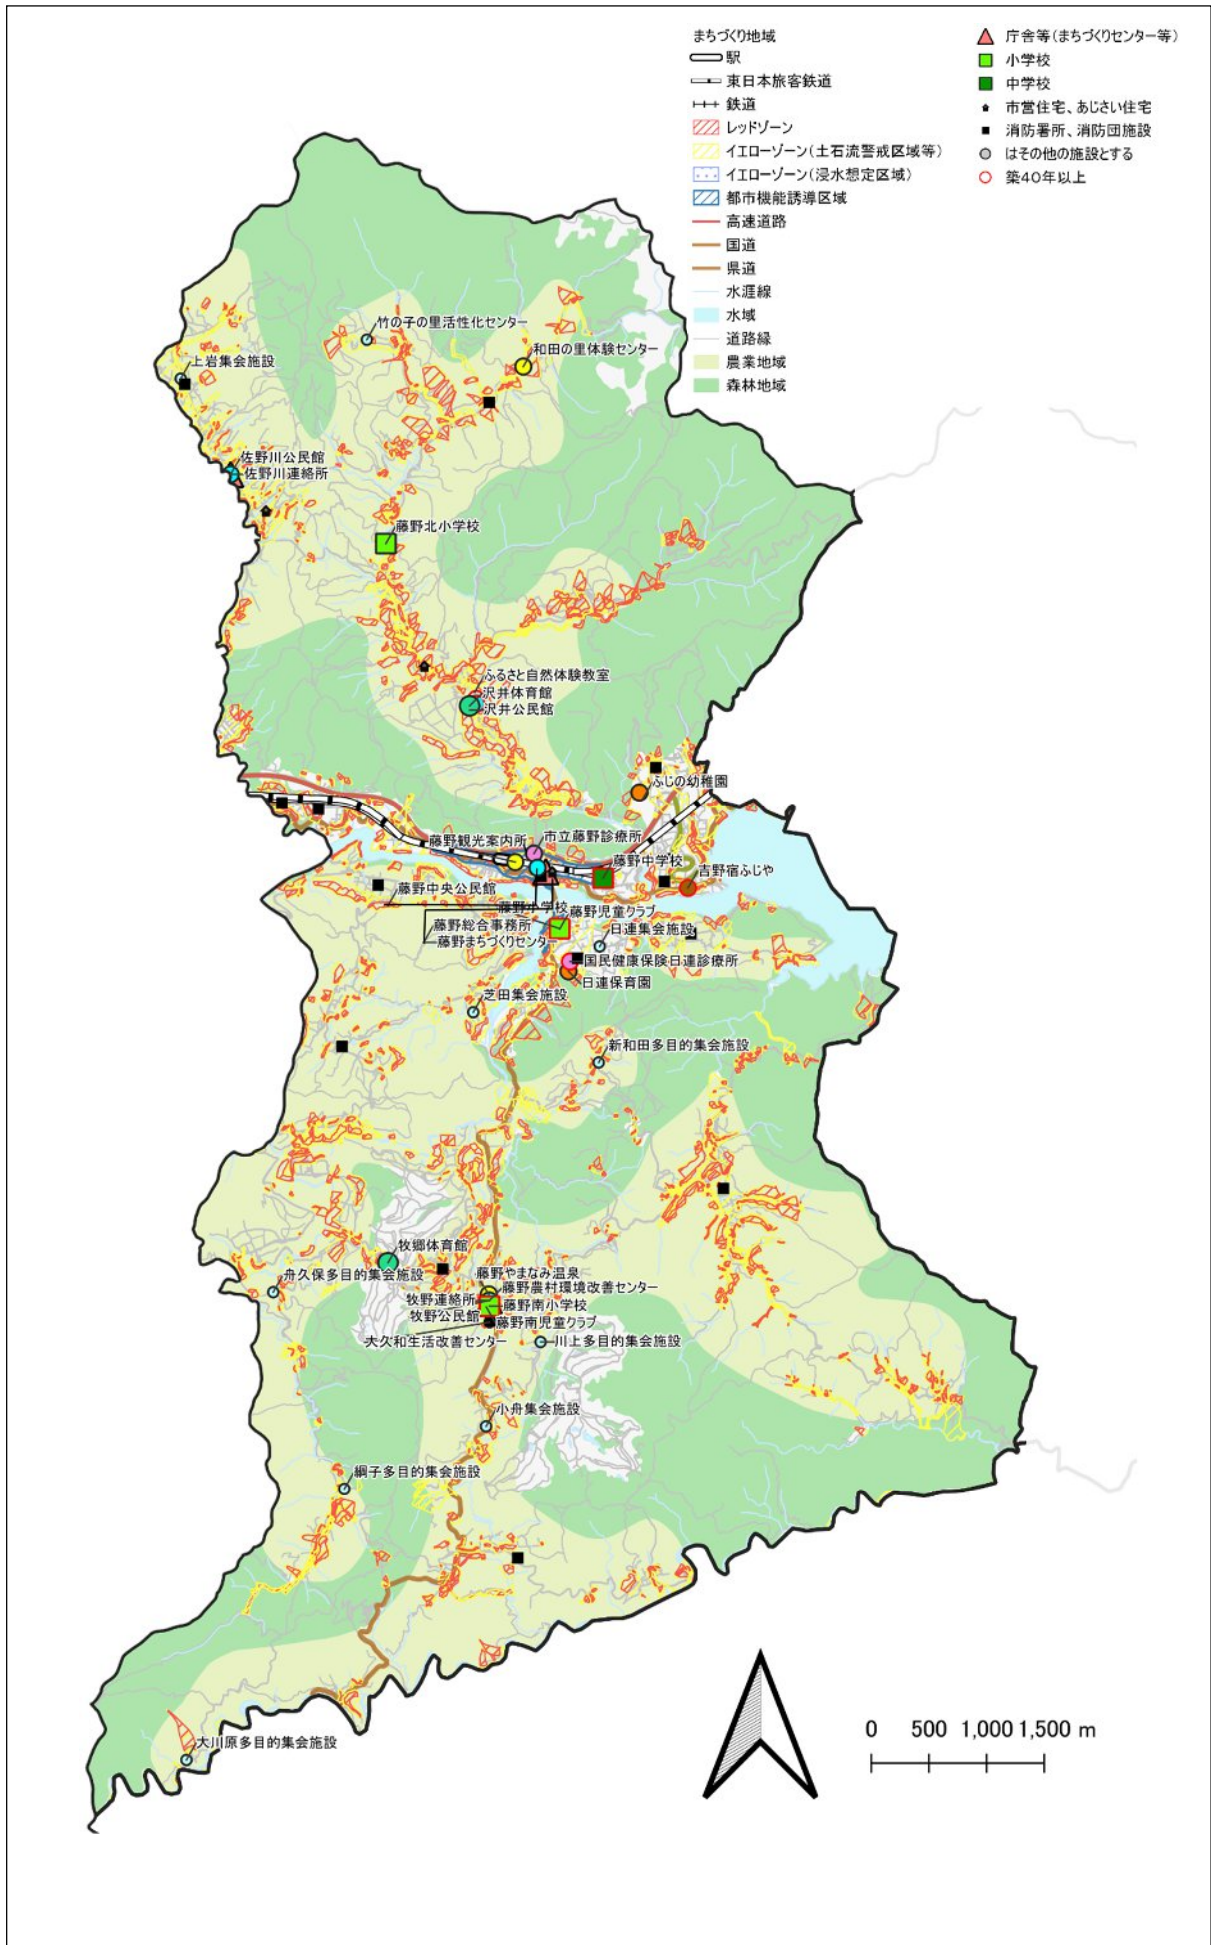 まちづくり地域
駅
東日本旅客鉄道
鉄道
レッドゾーン
イエローゾーン(土石流警戒区域等)
イエローゾーン(浸水想定区域)
都市機能誘導区域
高速道路
国道
県道
水涯線
水域
道路縁
農業地域
森林地域
庁舎等(まちづくりセンター等)
小学校
中学校
市営住宅、あじさい住宅
消防署所、消防団施設
はその他の施設とする
築40年以上
竹の子の里活性化センター
和田の里体験センター
上岩集会施設
佐野川公民館
佐野川連絡所
藤野北小学校
ふるさと自然体験教室
沢井体育館
沢井公民館
ふじの幼稚園
藤野観光案内所
市立藤野診療所
藤野中学校
吉野宿ふじや
藤野中央公民館
藤野小学校
藤野児童クラブ
藤野総合事務所
日連集会施設
藤野まちづくりセンター
国民健康保険日連診療所
日連保育園
芝田集会施設
新和田多目的集会施設
牧郷体育館
舟久保多目的集会施設
藤野やまなみ温泉
藤野農村環境改善センター
牧野連絡所
藤野南小学校
牧野公民館
藤野南児童クラブ
大久和生活改善センター
川上多目的集会施設
小舟集会施設
綱子多目的集会施設
大川原多目的集会施設
0 500 1,000 1,500 m